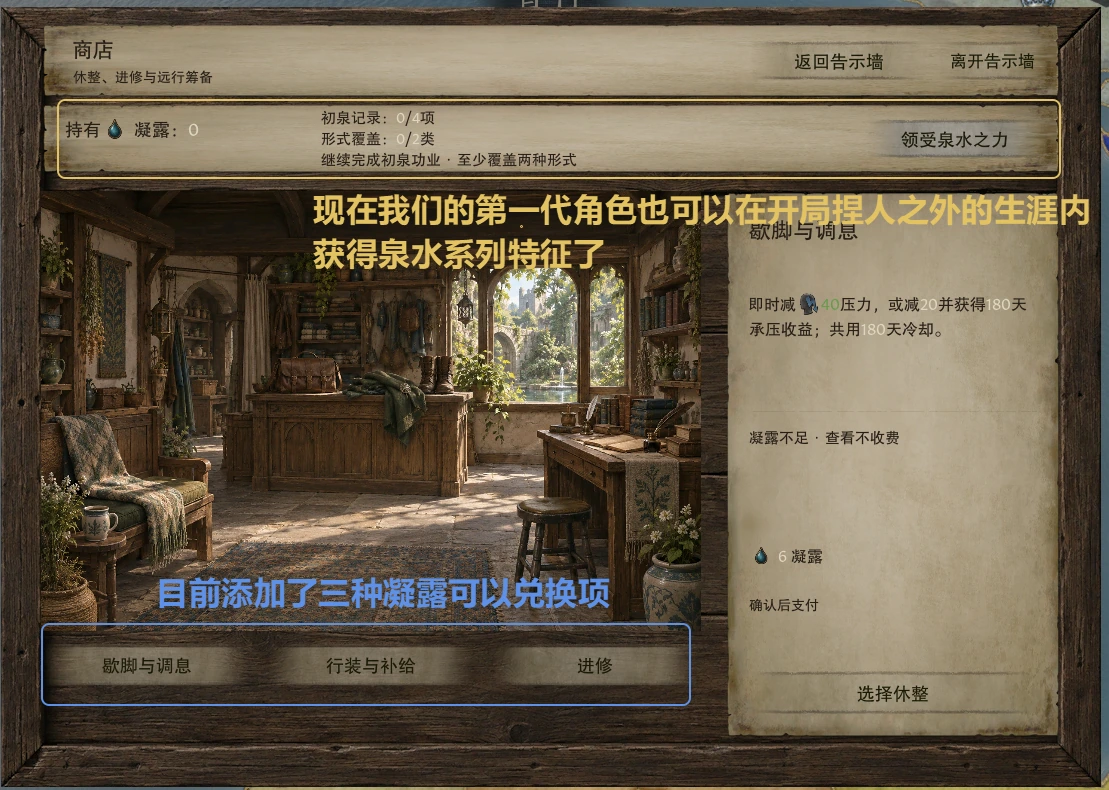 商店
休整、进修与远行筹备
返回告示墙
离开告示墙
持有 凝露：0
初泉记录：0/4项
形式覆盖：0/2类
继续完成初泉功业 · 至少覆盖两种形式
领受泉水之力
现在我们的第一代角色也可以在开局捏人之外的生涯内
获得泉水系列特征了
歇脚与调息
即时减 40压力，或减20并获得180天
承压收益；共用180天冷却。
凝露不足 · 查看不收费
6 凝露
确认后支付
选择休整
目前添加了三种凝露可以兑换项
歇脚与调息
行装与补给
进修